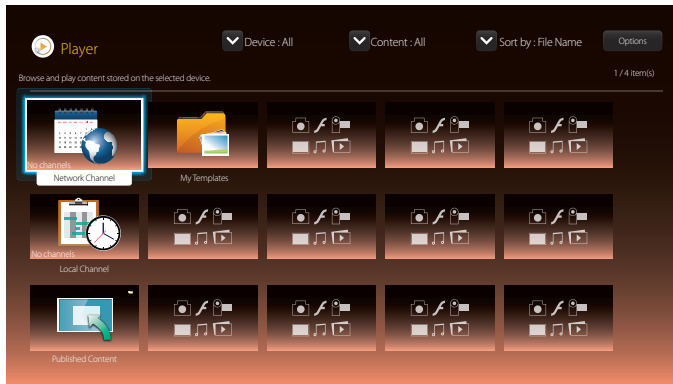 Player
Device : All
Content : All
Sort by : File Name
Options
Browse and play content stored on the selected device.
1 / 4 item(s)
No channels
Network Channel
My Templates
No channels
Local Channel
Published Content